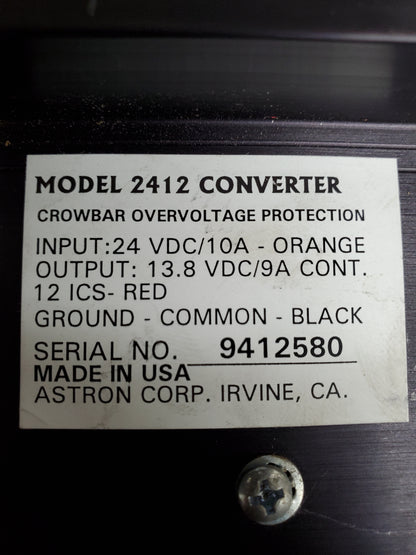 MODEL 2412 CONVERTER
CROWBAR OVERVOLTAGE PROTECTION
INPUT:24 VDC/10A - ORANGE
OUTPUT: 13.8 VDC/9A CONT.
12 ICS- RED
GROUND - COMMON - BLACK
SERIAL NO. 9412580
MADE IN USA
ASTRON CORP. IRVINE, CA.